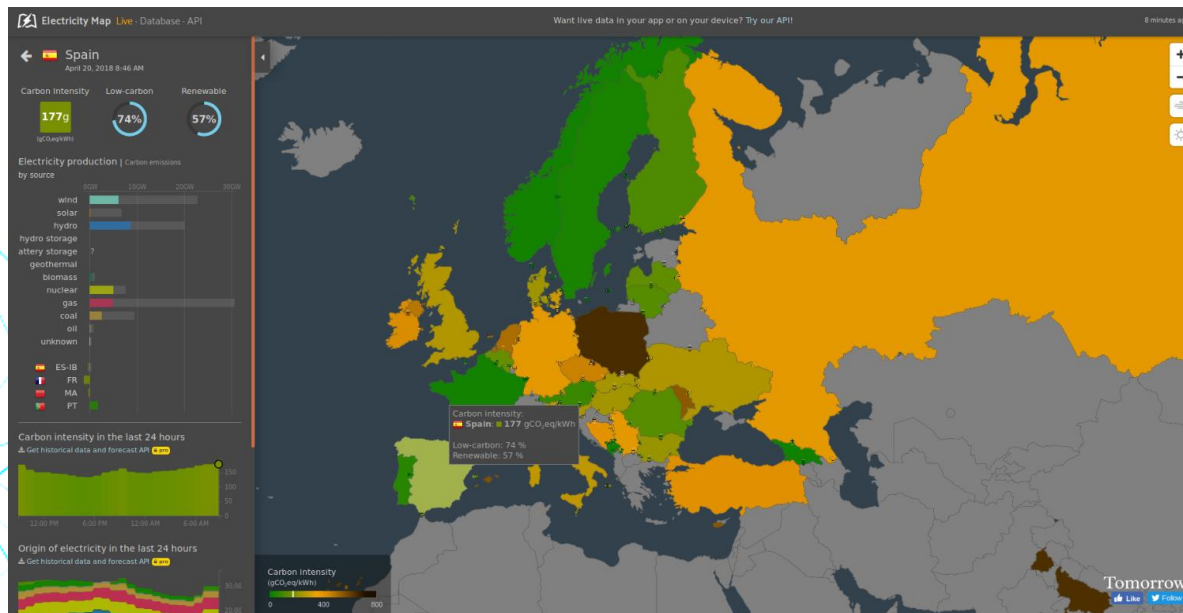 Electricity Map Live · Database · API
Want live data in your app or on your device? Try our API!
8 minutes ag
Spain
April 20, 2018 8:46 AM
Carbon Intensity Low-carbon Renewable
177g 74% 57%
(gCO₂eq/kWh)
Electricity production | Carbon emissions
by source
0GW 10GW 20GW 30GW
wind
solar
hydro
hydro storage
attery storage ?
geothermal
biomass
nuclear
gas
coal
oil
unknown
ES-IB
FR
MA
PT
Carbon intensity in the last 24 hours
Get historical data and forecast API pro
150
100
50
0
12:00 PM 6:00 PM 12:00 AM 6:00 AM
Origin of electricity in the last 24 hours
Get historical data and forecast API pro
30.00
20.00
Carbon intensity:
Spain: 177 gCO₂eq/kWh
Low-carbon: 74 %
Renewable: 57 %
Carbon intensity
(gCO₂eq/kWh)
0 400 800
+
−
Tomorrow
Like Follow